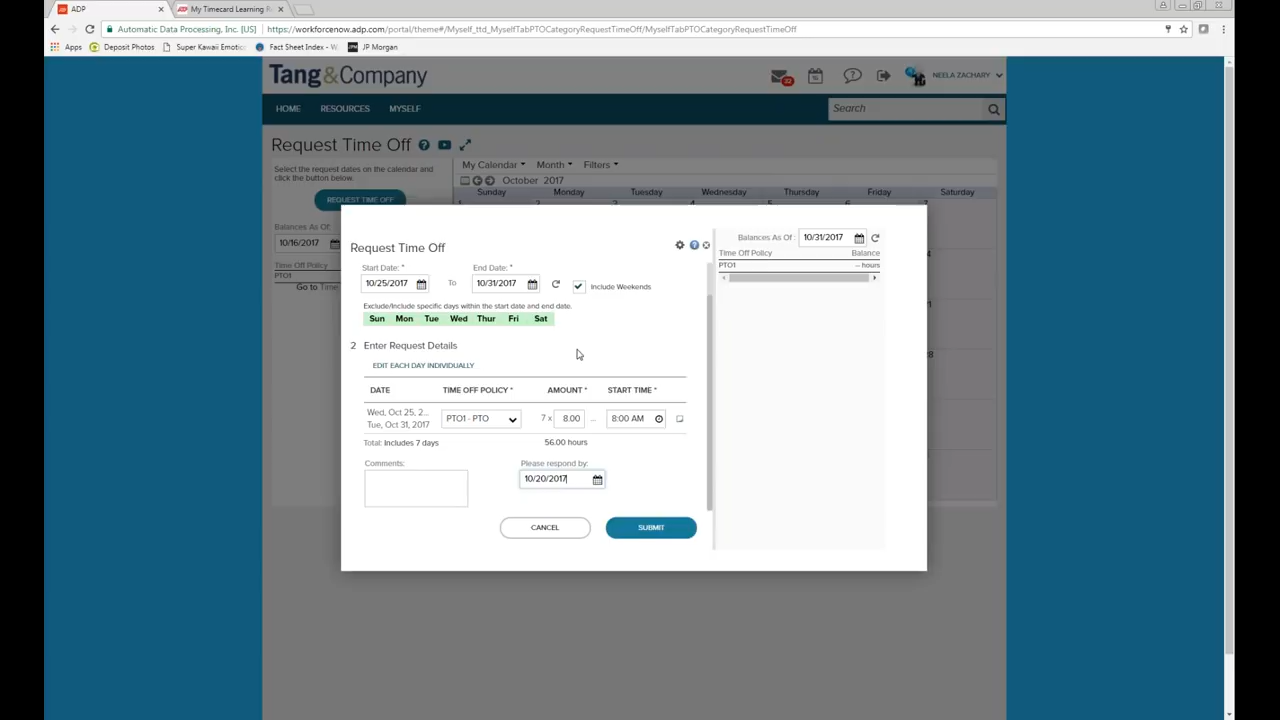 ADP
My Timecard Learning R
Automatic Data Processing, Inc. [US]
https://workforcenow.adp.com/portal/theme#/Myself_ttd_MyselfTabPTOCategoryRequestTimeOff/MyselfTabPTOCategoryRequestTimeOff
Apps
Deposit Photos
Super Kawaii Emotic
Fact Sheet Index - W
JP Morgan
Tang&Company
32
NEELA ZACHARY
HOME
RESOURCES
MYSELF
Search
Request Time Off
Select the request dates on the calendar and
click the button below.
REQUEST TIME OFF
Balances As Of:
10/16/2017
Time Off Policy
PTO1
Go to Time
My Calendar
Month
Filters
October 2017
Sunday
Monday
Tuesday
Wednesday
Thursday
Friday
Saturday
Request Time Off
Start Date: *
End Date: *
10/25/2017
To
10/31/2017
Include Weekends
Exclude/Include specific days within the start date and end date.
Sun Mon Tue Wed Thur Fri Sat
2 Enter Request Details
EDIT EACH DAY INDIVIDUALLY
DATE
TIME OFF POLICY *
AMOUNT *
START TIME *
Wed, Oct 25, 2...
Tue, Oct 31, 2017
PTO1 - PTO
7 x 8.00 ...
8:00 AM
Total: Includes 7 days
56.00 hours
Comments:
Please respond by:
10/20/2017
CANCEL
SUBMIT
Balances As Of :
10/31/2017
Time Off Policy
Balance
PTO1
-- hours